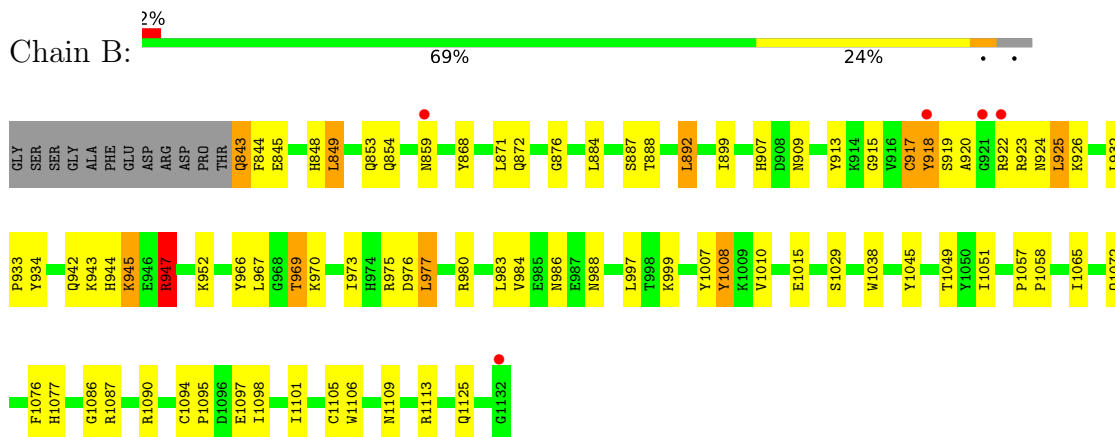 2%
Chain B:
69% 24% • •
GLY SER SER GLY ALA PHE GLU ASP ARG ASP PRO THR Q843 F844 E845 H848 L849 Q853 Q854 N859 Y868 L871 Q872 G876 L884 S887 T888 L892 I899 H907 D908 N909 Y913 K914 G915 V916 C917 Y918 S919 A920 G921 R922 R923 N924 L925 K926 L932
P933 Y934 Q942 K943 H944 K945 E946 R947 K952 Y966 L967 G968 T969 K970 I973 H974 R975 D976 L977 R980 L983 V984 E985 N986 E987 N988 L997 T998 K999 Y1007 Y1008 K1009 V1010 E1015 S1029 W1038 Y1045 T1049 Y1050 I1051 P1057 P1058 I1065 Q1072
F1076 H1077 G1086 R1087 R1090 C1094 P1095 D1096 E1097 I1098 I1101 C1105 W1106 N1109 R1113 Q1125 G1132